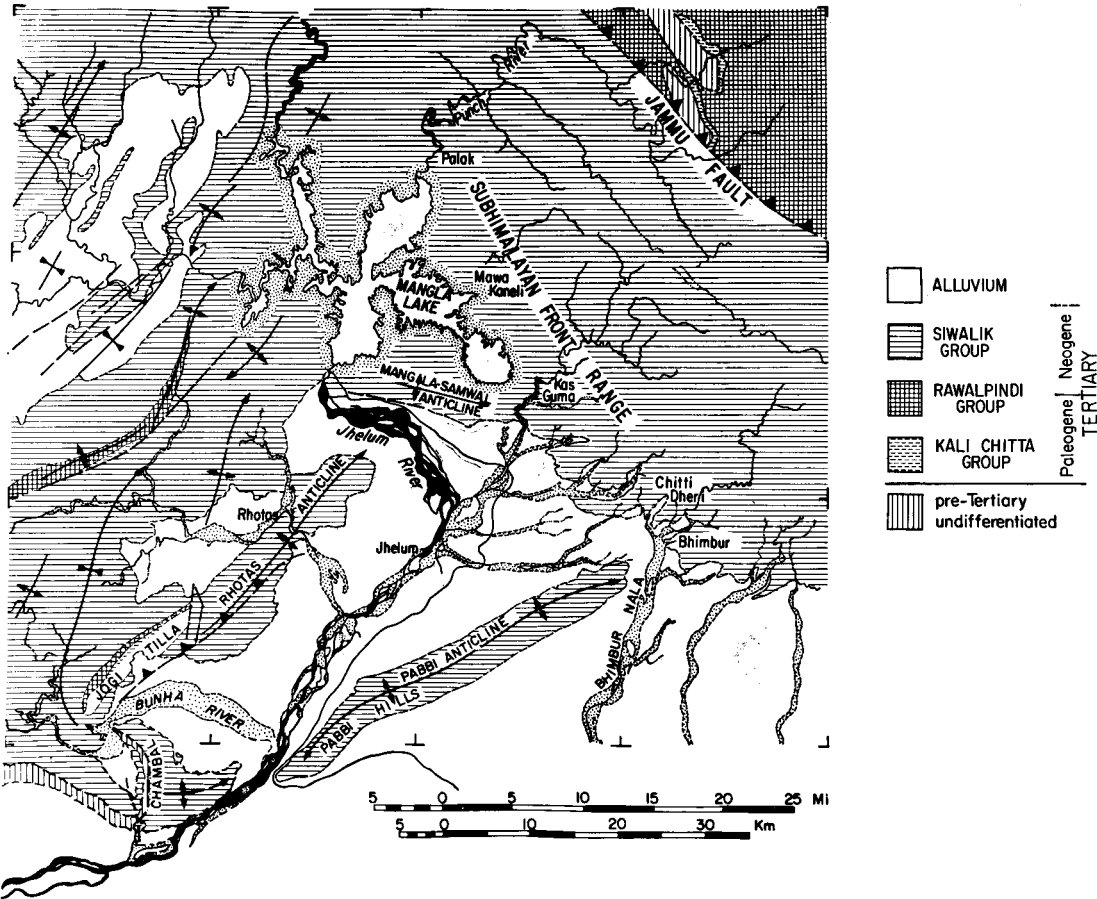 River
Punch
JAMMU FAULT
Palak
SUBHIMALAYAN FRONT RANGE
Mawa
Kaneli
MANGLA
LAKE
MANGALA-SAMWAL
ANTICLINE
Kas
Guma
Jhelum
River
Chitti
Dheri
Rhotas
RHOTAS ANTICLINE
Jhelum
Bhimbur
JOGI TILLA
PABBI ANTICLINE
PABBI HILLS
BHIMBUR NALA
BUNHA RIVER
CHAMBAL
5 0 5 10 15 20 25 Mi
5 0 10 20 30 Km
ALLUVIUM
SIWALIK
GROUP
RAWALPINDI
GROUP
KALI CHITTA
GROUP
pre-Tertiary
undifferentiated
Paleogene | Neogene
TERTIARY